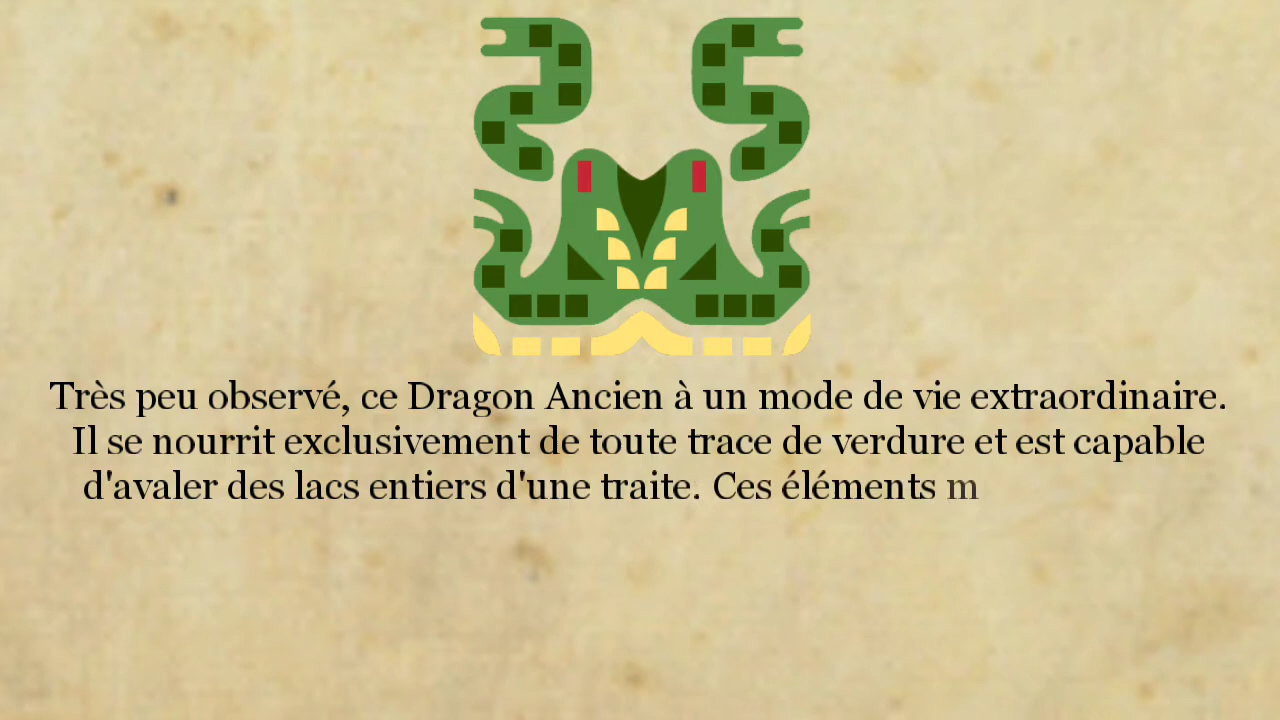 Très peu observé, ce Dragon Ancien à un mode de vie extraordinaire.
Il se nourrit exclusivement de toute trace de verdure et est capable
d'avaler des lacs entiers d'une traite. Ces éléments m